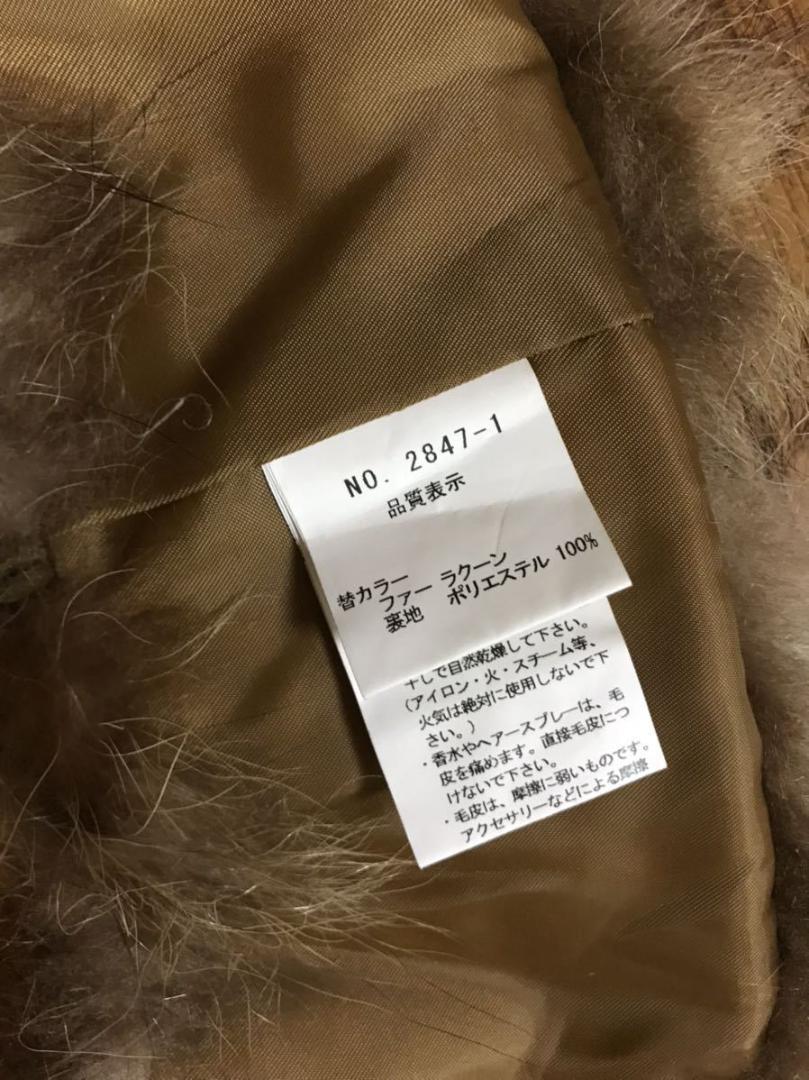 NO. 2847-1
品質表示
替カラー
ファー ラクーン
裏地 ポリエステル 100%
干しで自然乾燥して下さい。
(アイロン・火・スチーム等、
火気は絶対に使用しないで下
さい。)
・香水やヘアースプレーは、毛
皮を痛めます。直接毛皮につ
けないで下さい。
・毛皮は、摩擦に弱いものです。
アクセサリーなどによる摩擦